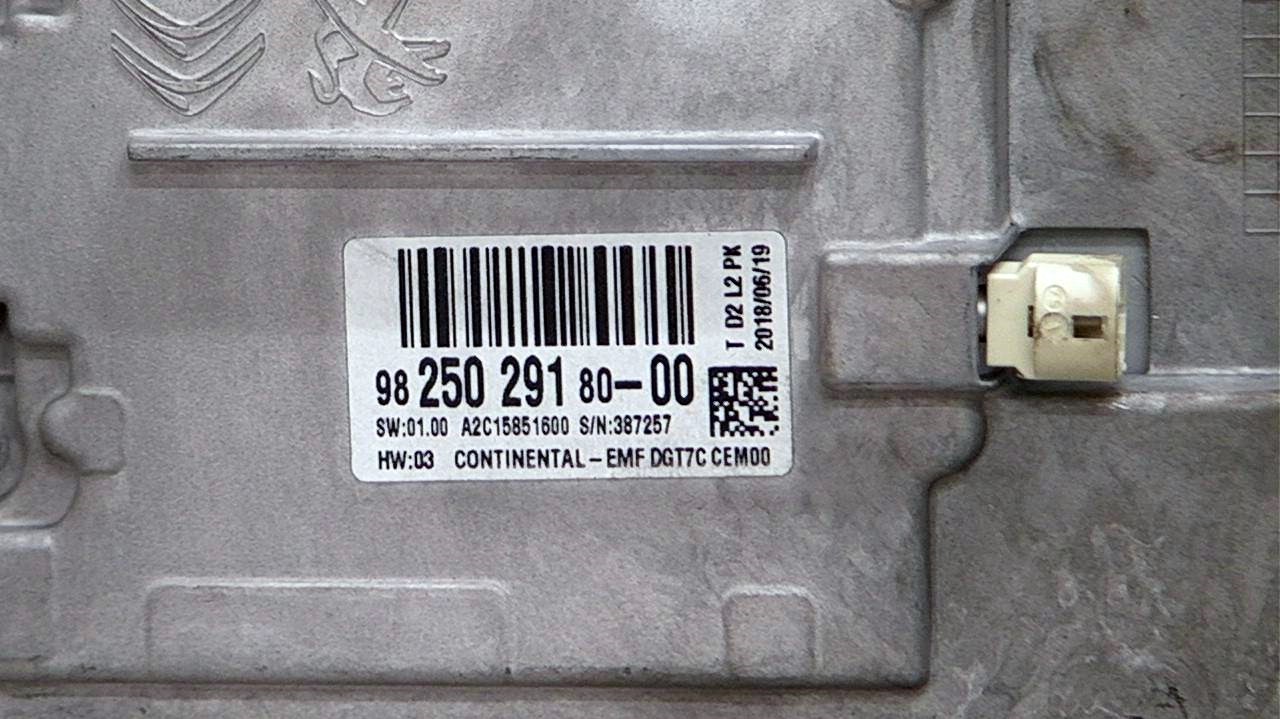 98 250 291 80-00
SW:01.00 A2C15851600 S/N:387257
HW:03 CONTINENTAL-EMF DGT7C CEM00
T D2 L2 PK
2018/06/19